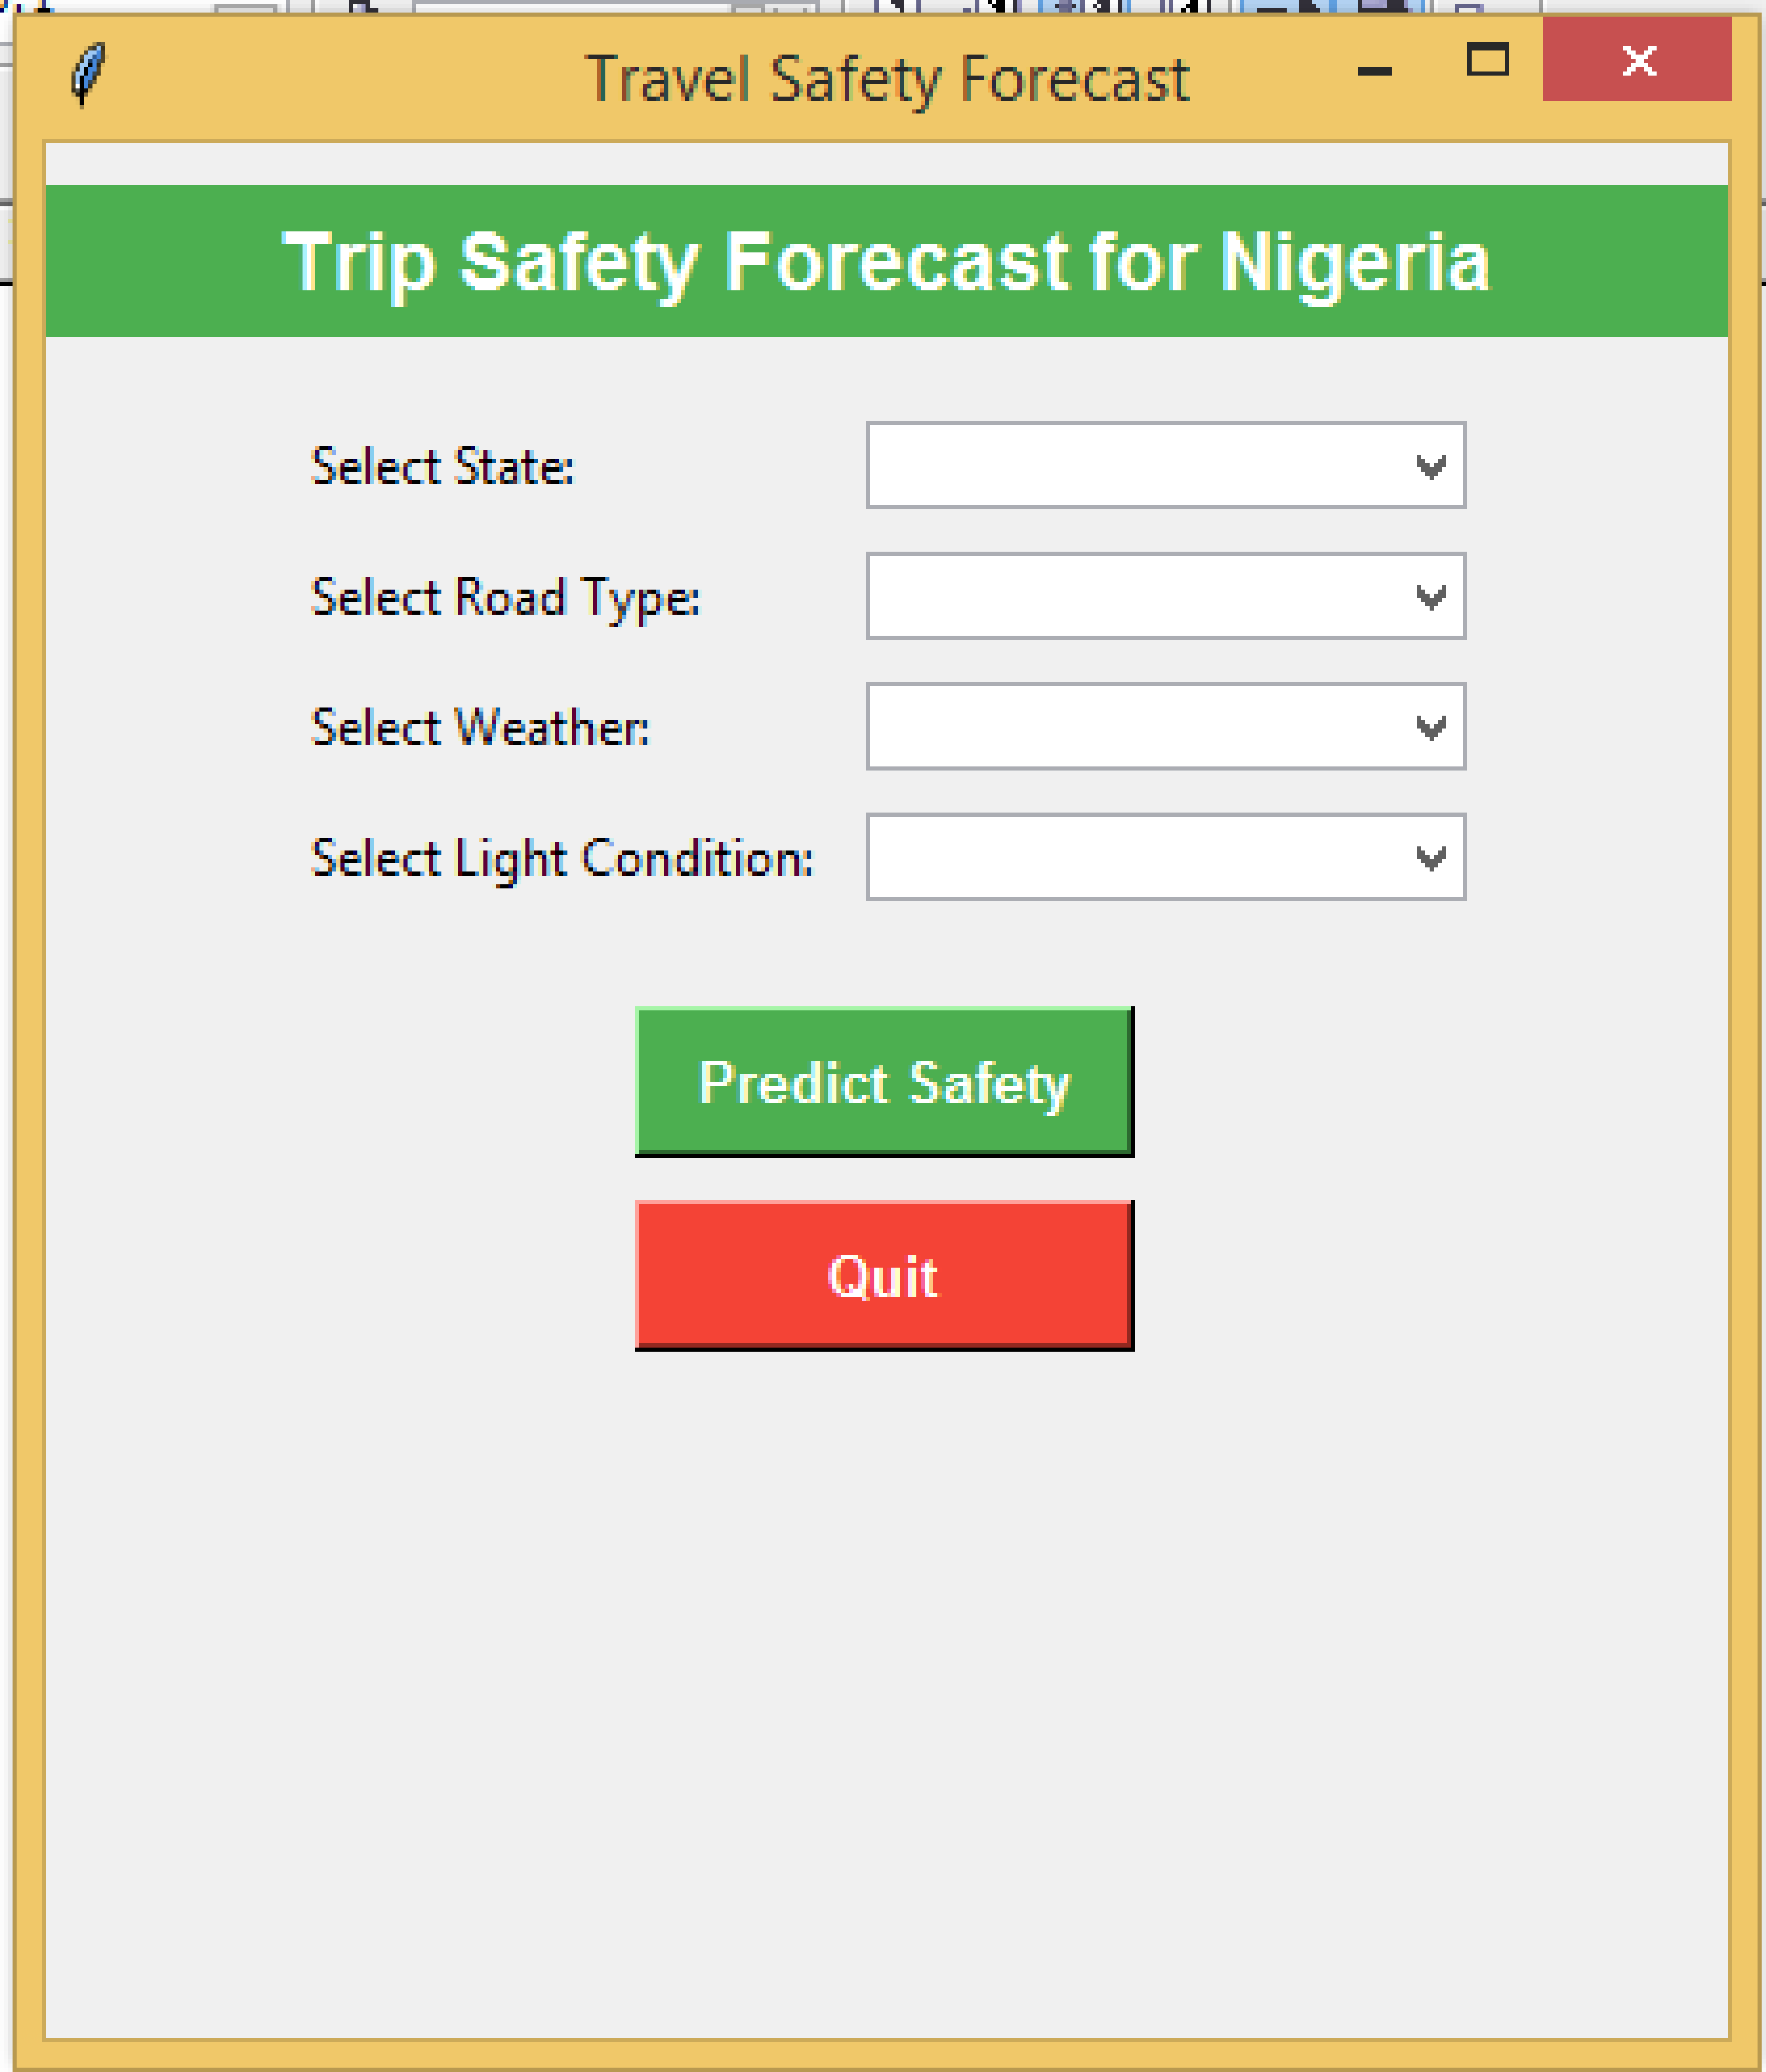 Travel Safety Forecast
Trip Safety Forecast for Nigeria
Select State:
Select Road Type:
Select Weather:
Select Light Condition:
Predict Safety
Quit